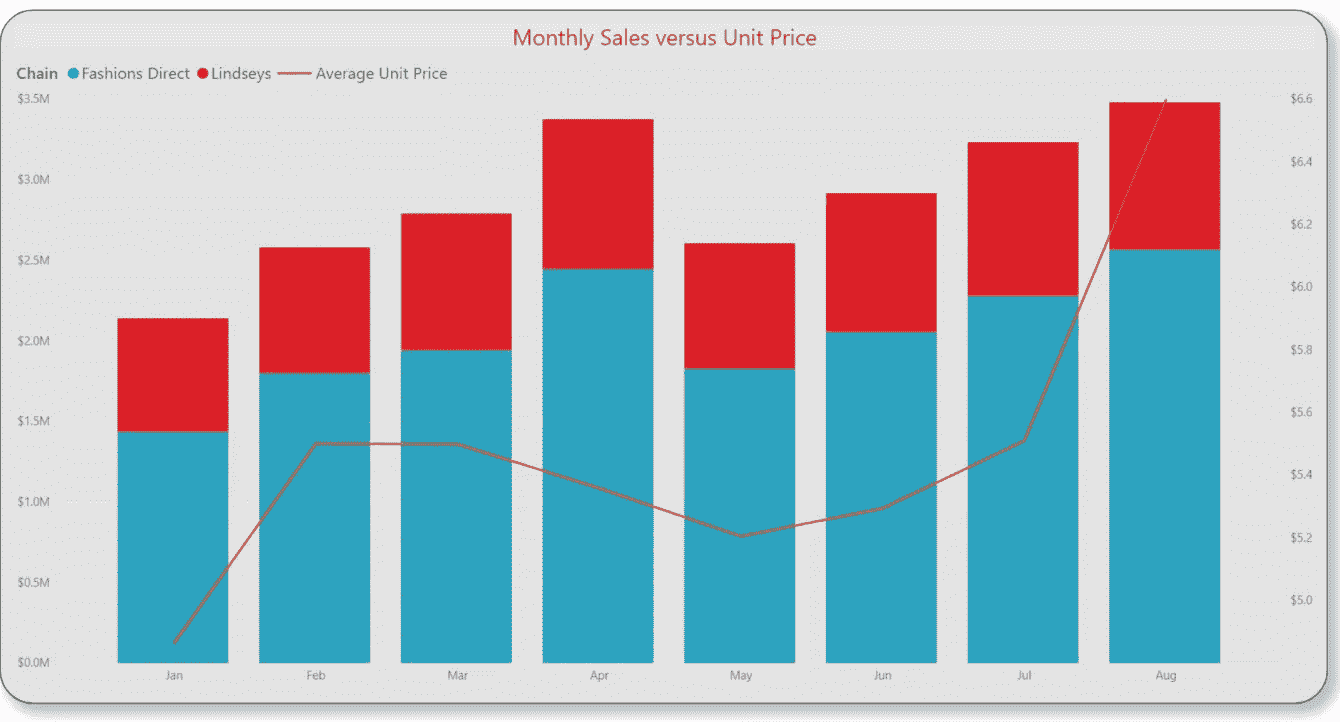 Monthly Sales versus Unit Price
Chain Fashions Direct Lindseys Average Unit Price
$3.5M $6.6
$6.4
$3.0M
$6.2
$2.5M
$6.0
$2.0M
$5.8
$1.5M
$5.6
$5.4
$1.0M
$5.2
$0.5M
$5.0
$0.0M
Jan Feb Mar Apr May Jun Jul Aug